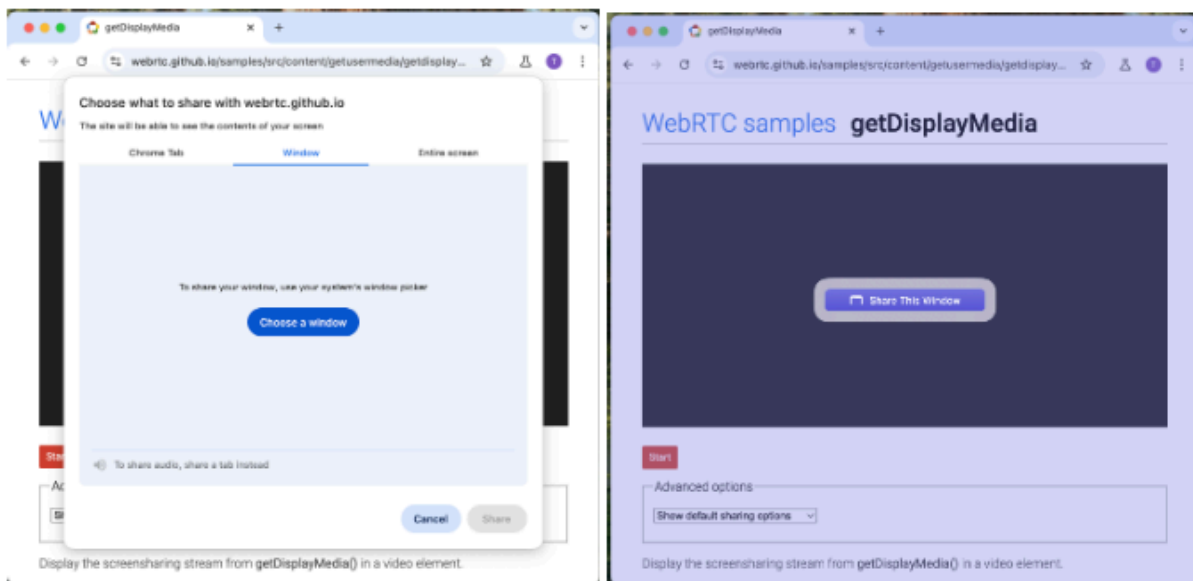 getDisplayMedia
webrtc.github.io/samples/src/content/getusermedia/getdisplay...
Choose what to share with webrtc.github.io
The site will be able to see the contents of your screen
Chrome Tab Window Entire screen
To share your window, use your system's window picker
Choose a window
To share audio, share a tab instead
Cancel Share
Display the screensharing stream from getDisplayMedia() in a video element.
getDisplayMedia
webrtc.github.io/samples/src/content/getusermedia/getdisplay...
WebRTC samples getDisplayMedia
Share This Window
Start
Advanced options
Show default sharing options
Display the screensharing stream from getDisplayMedia() in a video element.